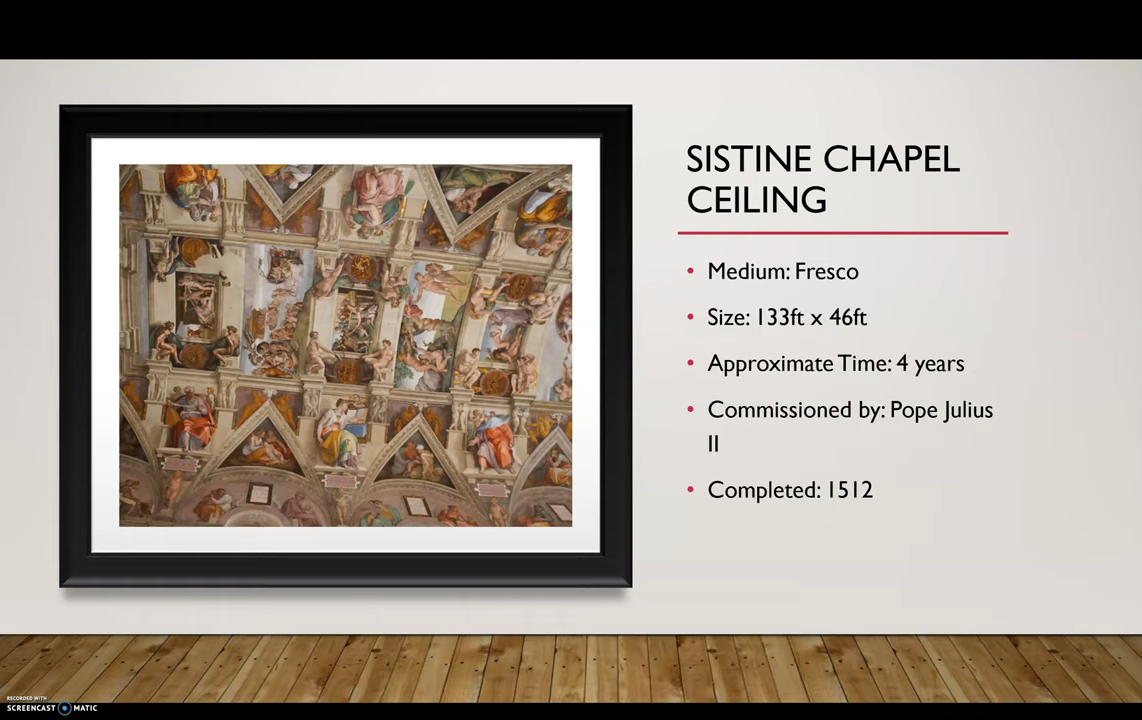 SISTINE CHAPEL
CEILING
• Medium: Fresco
• Size: 133ft x 46ft
• Approximate Time: 4 years
• Commissioned by: Pope Julius
II
• Completed: 1512
RECORDED WITH
SCREENCAST MATIC